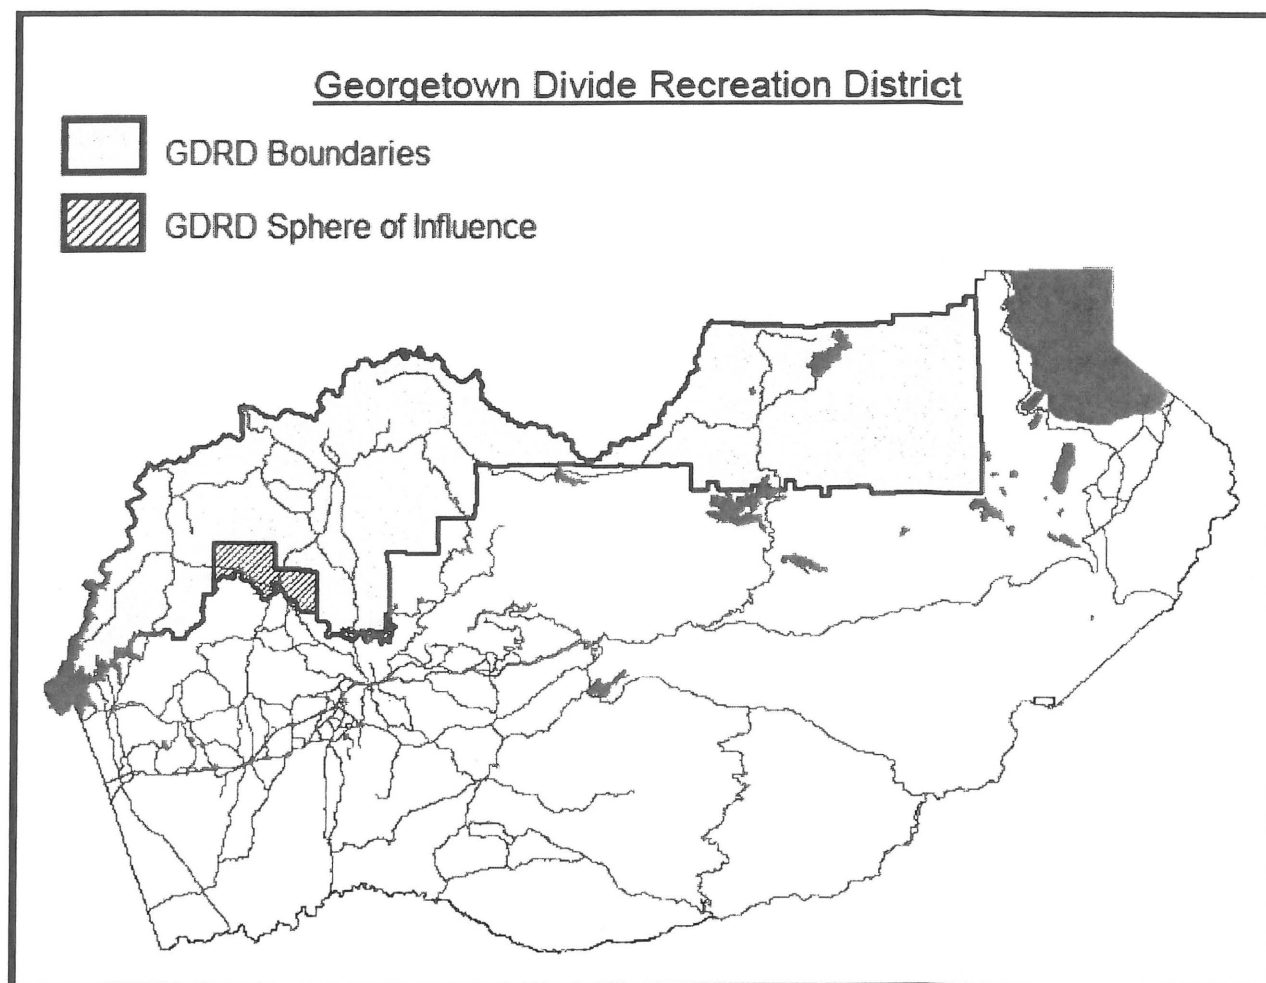 Georgetown Divide Recreation District
GDRD Boundaries
GDRD Sphere of Influence